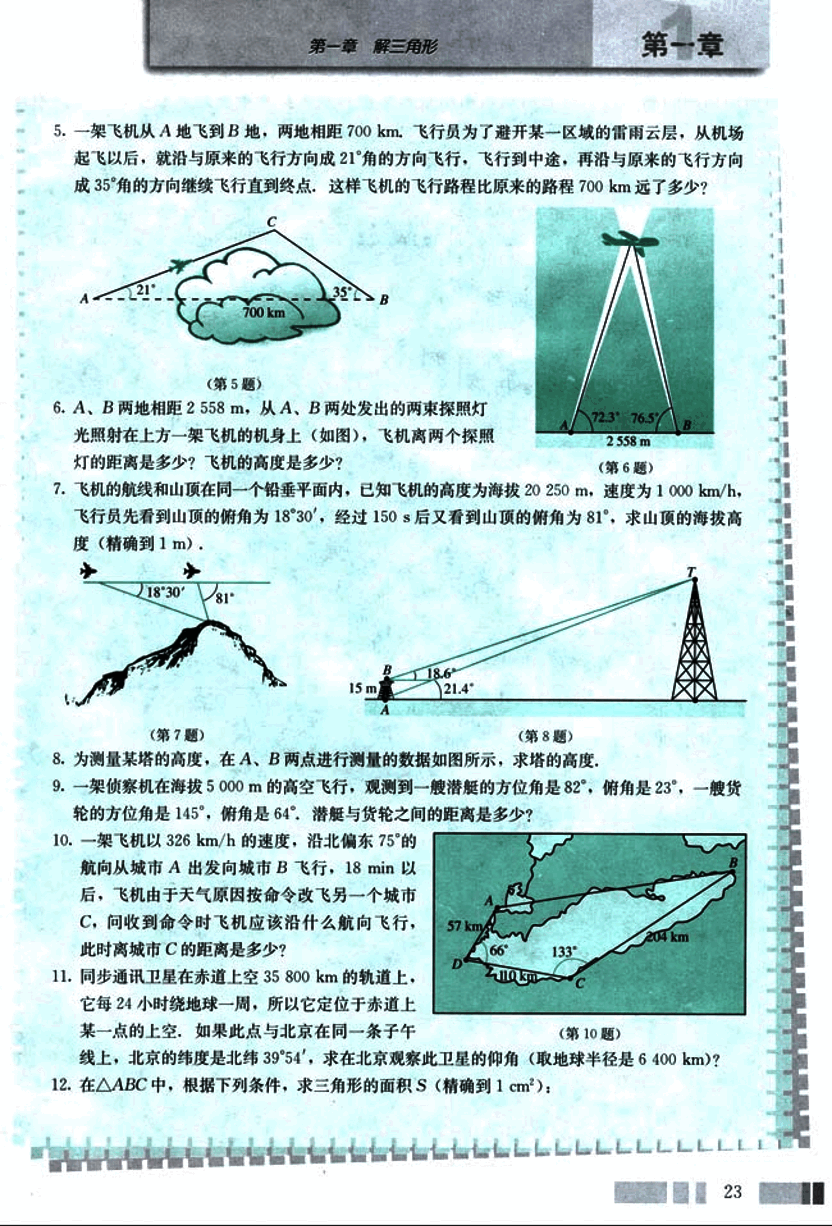 第一章 解三角形
第一章
5. 一架飞机从 A 地飞到 B 地，两地相距 700 km. 飞行员为了避开某一区域的雷雨云层，从机场
起飞以后，就沿与原来的飞行方向成 21°角的方向飞行，飞行到中途，再沿与原来的飞行方向
成 35°角的方向继续飞行直到终点. 这样飞机的飞行路程比原来的路程 700 km 远了多少？
C
A
21°
35°
B
700 km
（第 5 题）
A
72.3°
76.5°
B
2 558 m
（第 6 题）
6. A、B 两地相距 2 558 m，从 A、B 两处发出的两束探照灯
光照射在上方一架飞机的机身上（如图），飞机离两个探照
灯的距离是多少？飞机的高度是多少？
7. 飞机的航线和山顶在同一个铅垂平面内，已知飞机的高度为海拔 20 250 m，速度为 1 000 km/h，
飞行员先看到山顶的俯角为 18°30′，经过 150 s 后又看到山顶的俯角为 81°，求山顶的海拔高
度（精确到 1 m）.
18°30′
81°
（第 7 题）
T
B
18.6°
15 m
21.4°
A
（第 8 题）
8. 为测量某塔的高度，在 A、B 两点进行测量的数据如图所示，求塔的高度.
9. 一架侦察机在海拔 5 000 m 的高空飞行，观测到一艘潜艇的方位角是 82°，俯角是 23°，一艘货
轮的方位角是 145°，俯角是 64°. 潜艇与货轮之间的距离是多少？
10. 一架飞机以 326 km/h 的速度，沿北偏东 75°的
航向从城市 A 出发向城市 B 飞行，18 min 以
后，飞机由于天气原因按命令改飞另一个城市
C，问收到命令时飞机应该沿什么航向飞行，
此时离城市 C 的距离是多少？
B
A
57 km
204 km
66°
133°
D
110 km
C
（第 10 题）
11. 同步通讯卫星在赤道上空 35 800 km 的轨道上，
它每 24 小时绕地球一周，所以它定位于赤道上
某一点的上空. 如果此点与北京在同一条子午
线上，北京的纬度是北纬 39°54′，求在北京观察此卫星的仰角（取地球半径是 6 400 km）？
12. 在△ABC 中，根据下列条件，求三角形的面积 S（精确到 1 cm²）：
23